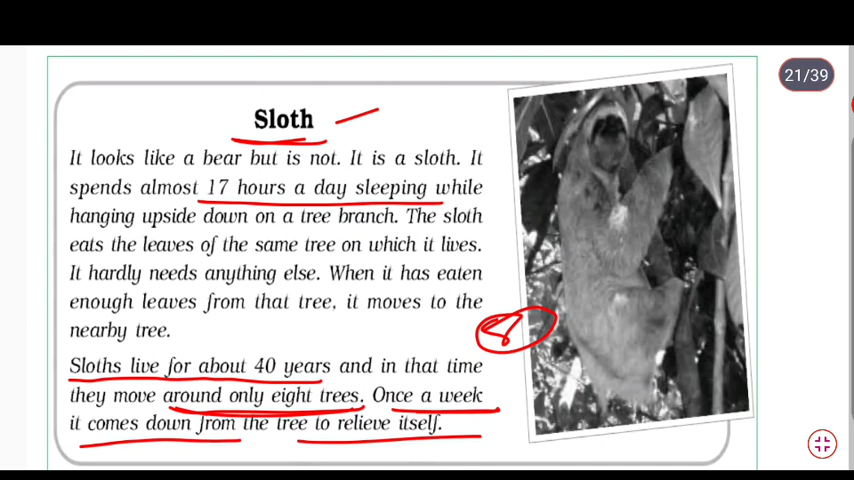 21/39
Sloth
It looks like a bear but is not. It is a sloth. It
spends almost 17 hours a day sleeping while
hanging upside down on a tree branch. The sloth
eats the leaves of the same tree on which it lives.
It hardly needs anything else. When it has eaten
enough leaves from that tree, it moves to the
nearby tree.
8
Sloths live for about 40 years and in that time
they move around only eight trees. Once a week
it comes down from the tree to relieve itself.